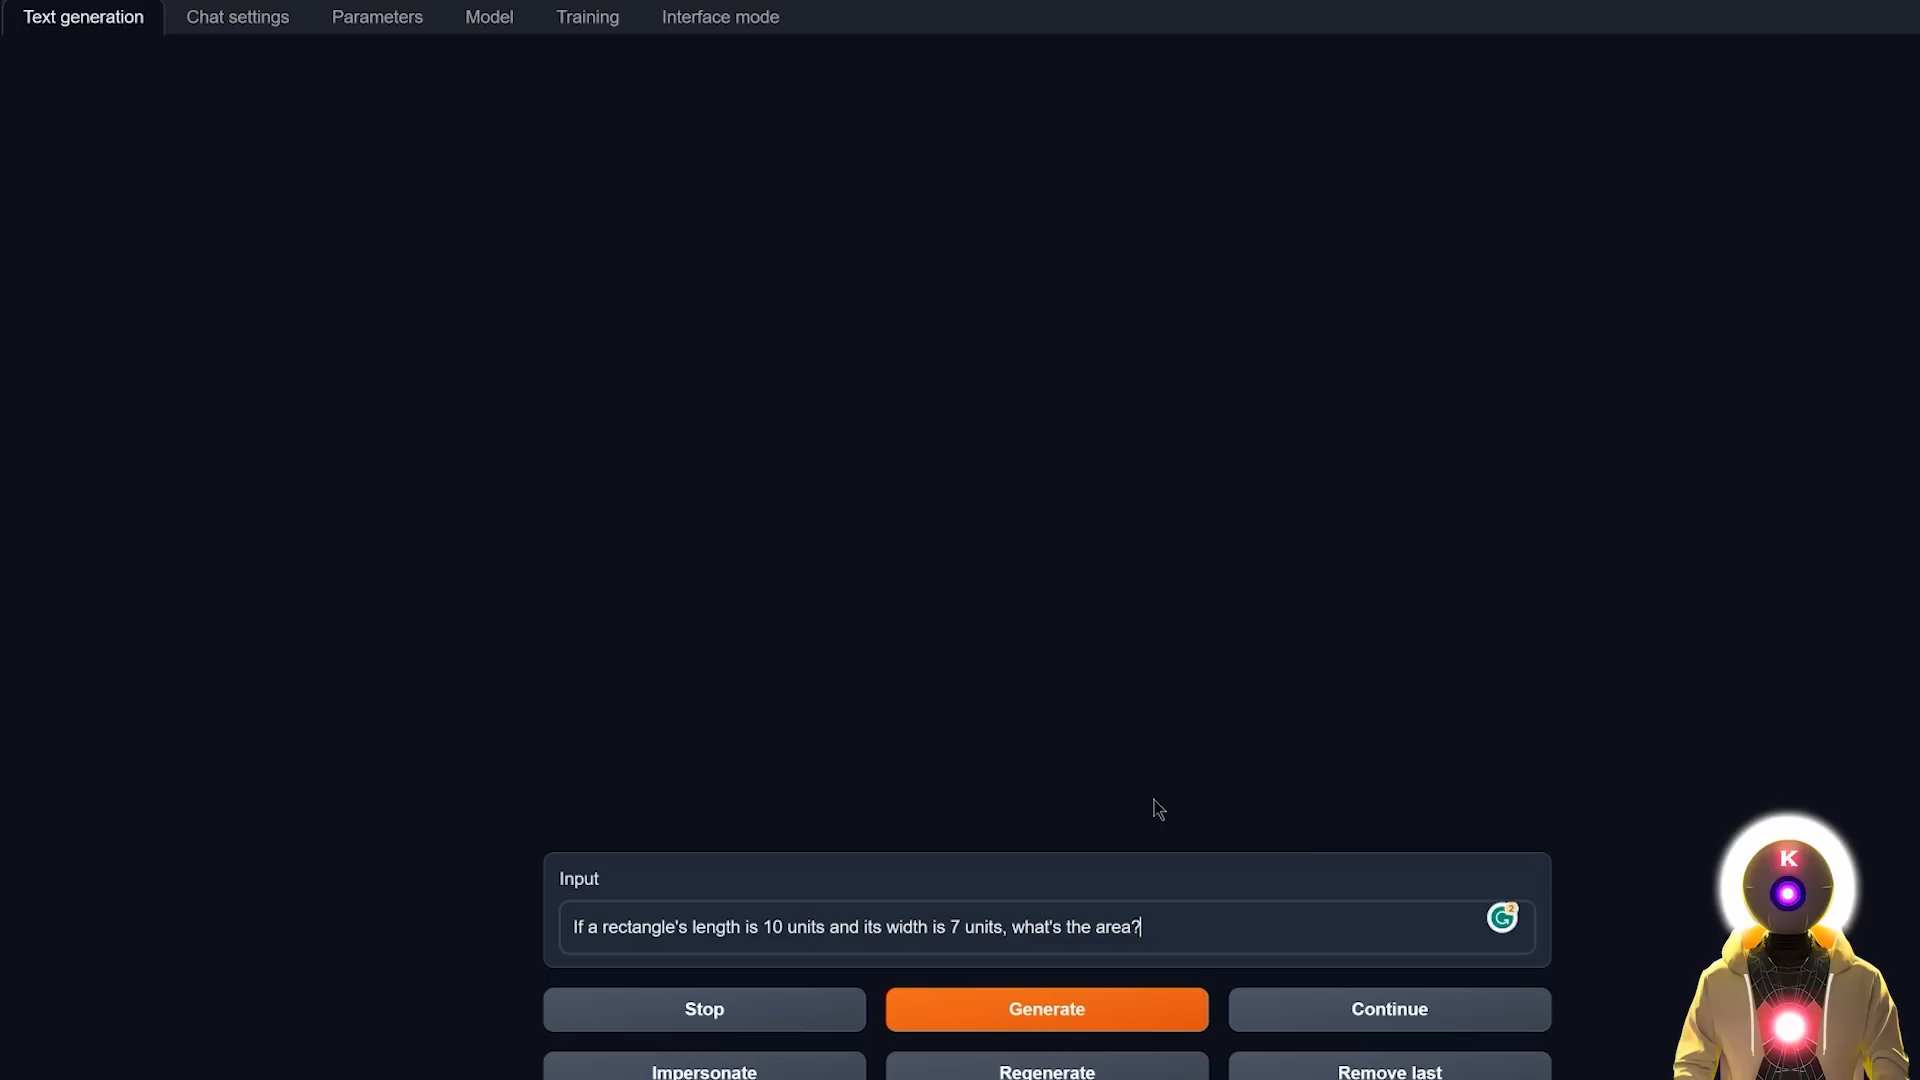 Text generation
Chat settings
Parameters
Model
Training
Interface mode
Input
If a rectangle's length is 10 units and its width is 7 units, what's the area?
2
Stop
Generate
Continue
Impersonate
Regenerate
Remove last
K